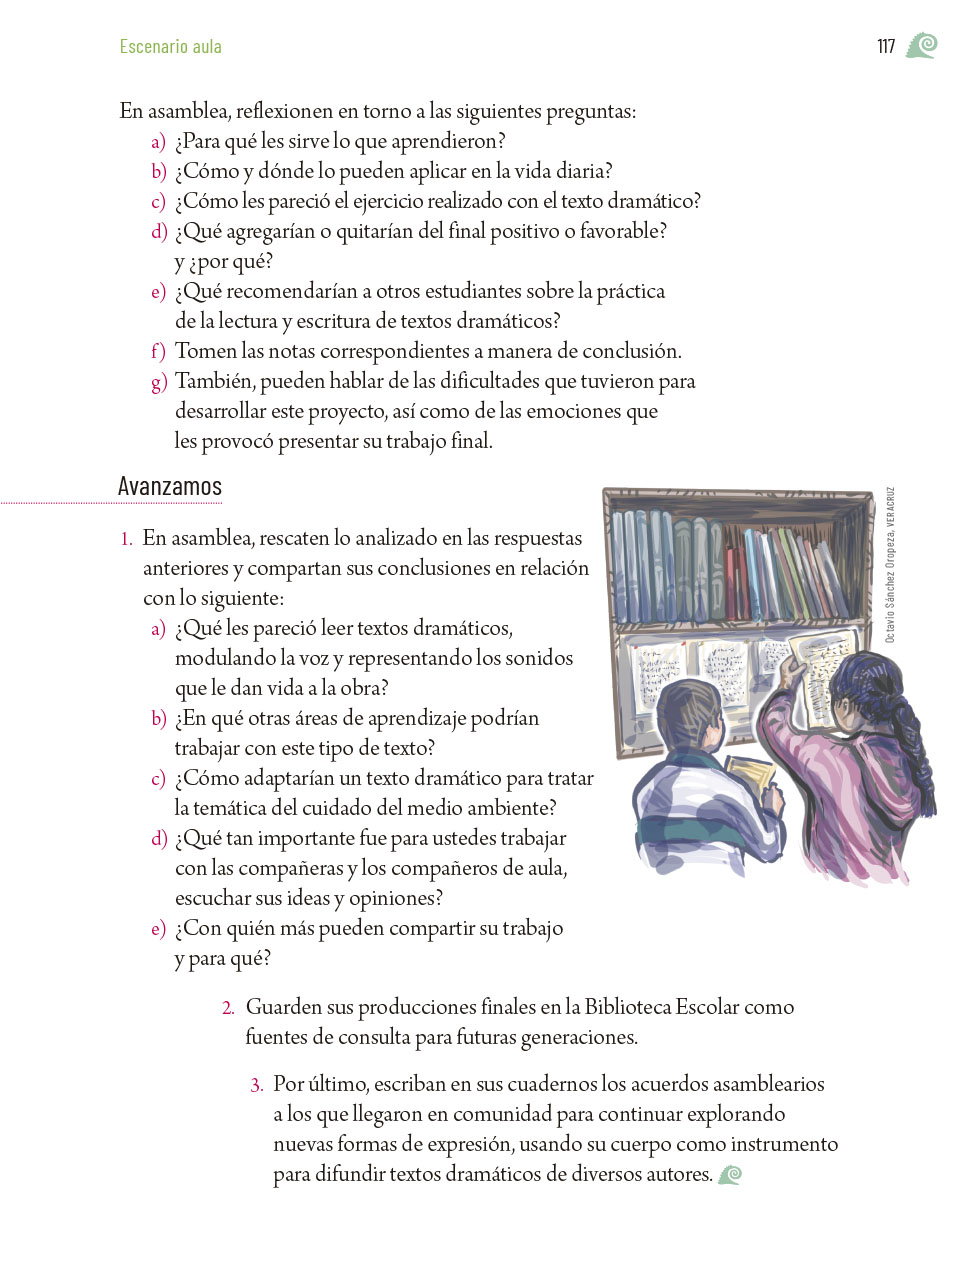 Escenario aula
117
En asamblea, reflexionen en torno a las siguientes preguntas:
a) ¿Para qué les sirve lo que aprendieron?
b) ¿Cómo y dónde lo pueden aplicar en la vida diaria?
c) ¿Cómo les pareció el ejercicio realizado con el texto dramático?
d) ¿Qué agregarían o quitarían del final positivo o favorable?
y ¿por qué?
e) ¿Qué recomendarían a otros estudiantes sobre la práctica
de la lectura y escritura de textos dramáticos?
f) Tomen las notas correspondientes a manera de conclusión.
g) También, pueden hablar de las dificultades que tuvieron para
desarrollar este proyecto, así como de las emociones que
les provocó presentar su trabajo final.
Avanzamos
1. En asamblea, rescaten lo analizado en las respuestas
anteriores y compartan sus conclusiones en relación
con lo siguiente:
a) ¿Qué les pareció leer textos dramáticos,
modulando la voz y representando los sonidos
que le dan vida a la obra?
b) ¿En qué otras áreas de aprendizaje podrían
trabajar con este tipo de texto?
c) ¿Cómo adaptarían un texto dramático para tratar
la temática del cuidado del medio ambiente?
d) ¿Qué tan importante fue para ustedes trabajar
con las compañeras y los compañeros de aula,
escuchar sus ideas y opiniones?
e) ¿Con quién más pueden compartir su trabajo
y para qué?
Octavio Sánchez Oropeza, VERACRUZ
2. Guarden sus producciones finales en la Biblioteca Escolar como
fuentes de consulta para futuras generaciones.
3. Por último, escriban en sus cuadernos los acuerdos asamblearios
a los que llegaron en comunidad para continuar explorando
nuevas formas de expresión, usando su cuerpo como instrumento
para difundir textos dramáticos de diversos autores.